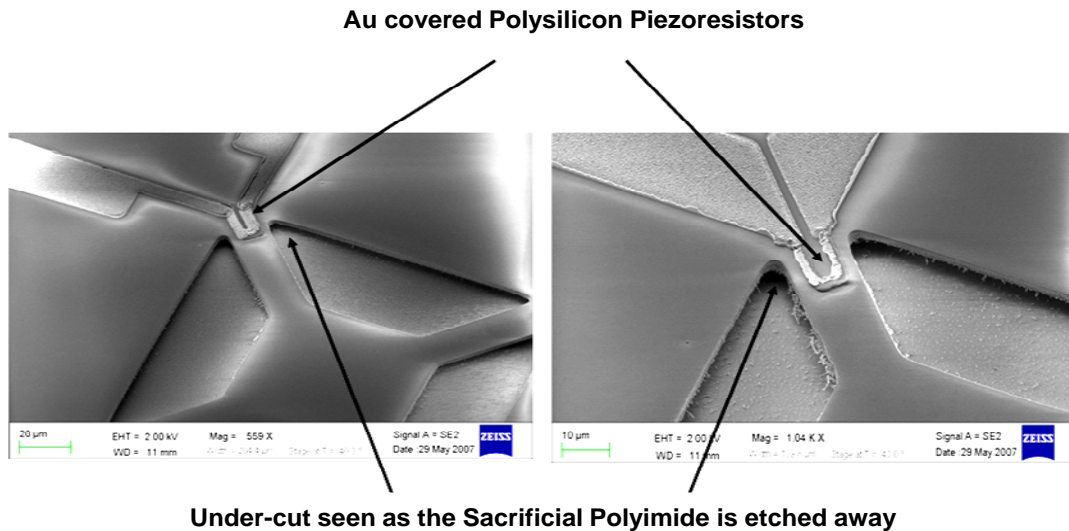 Au covered Polysilicon Piezoresistors
20 µm
EHT = 2.00 kV
Mag = 559 X
Signal A = SE2
WD = 11 mm
Date :29 May 2007
ZEISS
10 µm
EHT = 2.00 kV
Mag = 1.04 K X
Signal A = SE2
WD = 11 mm
Date :29 May 2007
ZEISS
Under-cut seen as the Sacrificial Polyimide is etched away